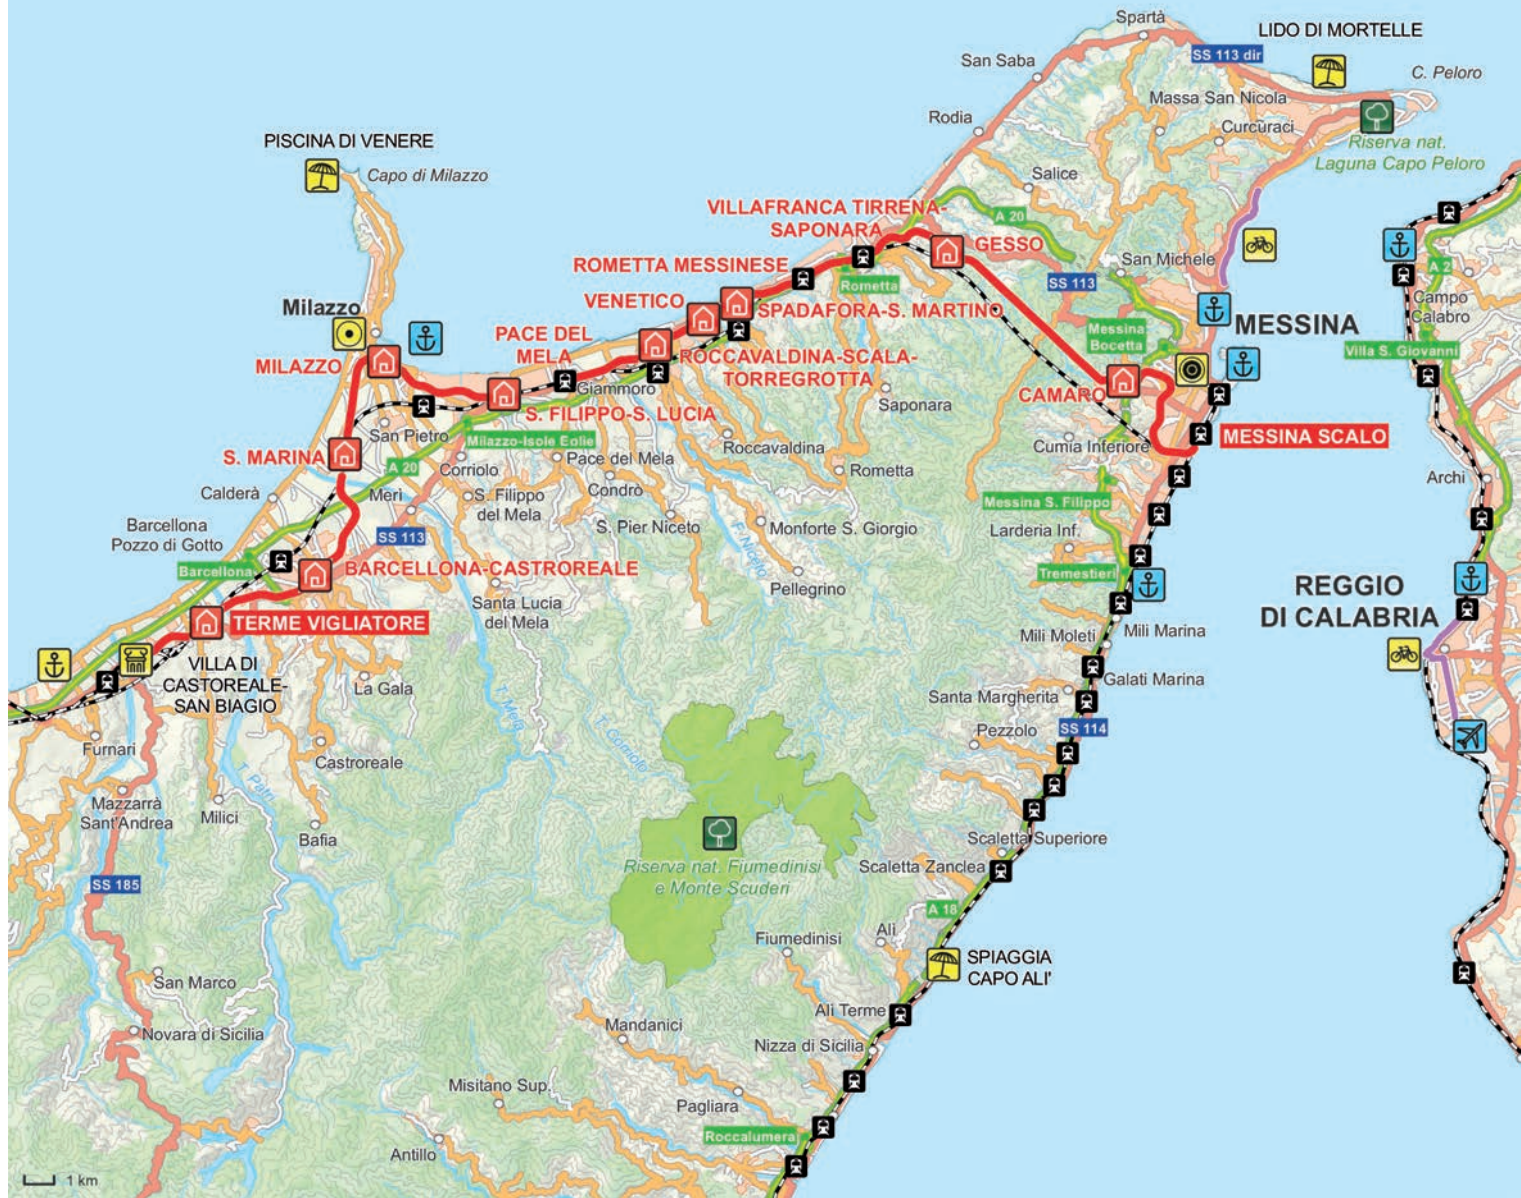 Spartà
LIDO DI MORTELLE
SS 113 dir
San Saba
C. Peloro
Massa San Nicola
Rodia
Curcuraci
PISCINA DI VENERE
Riserva nat.
Laguna Capo Peloro
Capo di Milazzo
Salice
VILLAFRANCA TIRRENA-
SAPONARA
A 20
GESSO
San Michele
ROMETTA MESSINESE
A 2
Rometta
SS 113
Campo
Calabro
VENETICO
Milazzo
SPADAFORA-S. MARTINO
MESSINA
Messina
Bocetta
PACE DEL
MELA
Villa S. Giovanni
MILAZZO
ROCCAVALDINA-SCALA-
TORREGROTTA
Giammoro
CAMARO
Saponara
S. FILIPPO-S. LUCIA
San Pietro
Milazzo-Isole Eolie
MESSINA SCALO
Cumia Inferiore
Roccavaldina
S. MARINA
A 20
Corriolo
Pace del Mela
Rometta
Archi
Calderà
Merì
S. Filippo
del Mela
Condrò
Messina S. Filippo
Barcellona
Pozzo di Gotto
SS 113
S. Pier Niceto
Monforte S. Giorgio
Larderia Inf.
F. Niceto
Barcellona
BARCELLONA-CASTROREALE
Tremestieri
Pellegrino
REGGIO
DI CALABRIA
Santa Lucia
del Mela
TERME VIGLIATORE
Mili Moleti
Mili Marina
VILLA DI
CASTOREALE-
SAN BIAGIO
La Gala
Galati Marina
Santa Margherita
T. Mela
T. Gualtolo
Pezzolo
SS 114
Furnari
Castroreale
T. Patrì
Mazzarrà
Sant'Andrea
Milici
Bafia
Scaletta Superiore
Riserva nat. Fiumedinisi
e Monte Scuderi
Scaletta Zanclea
SS 185
A 18
Alì
Fiumedinisi
SPIAGGIA
CAPO ALI'
San Marco
Alì Terme
Mandanici
Novara di Sicilia
Nizza di Sicilia
Misitano Sup.
Pagliara
Roccalumera
Antillo
1 km